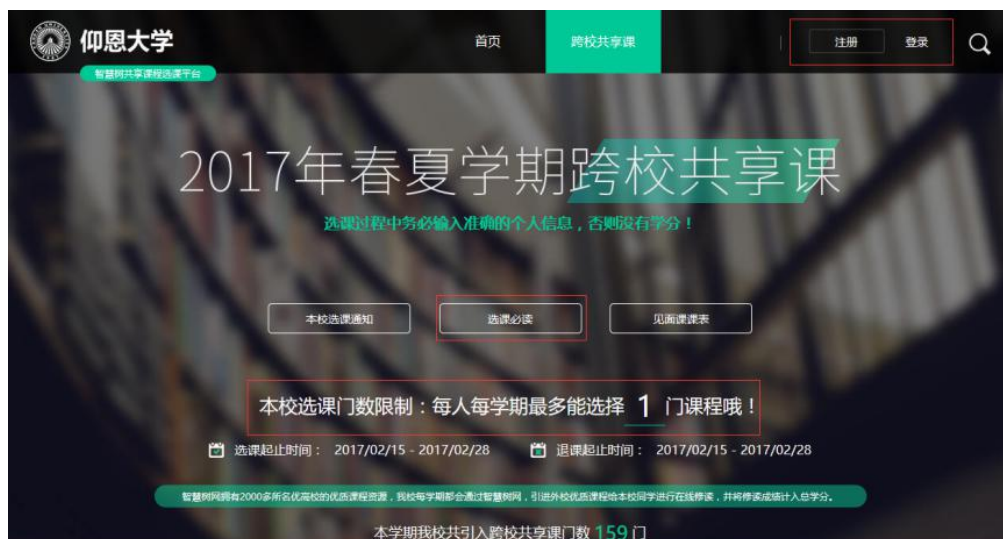 仰恩大学
首页
跨校共享课
注册
登录
智慧树共享课程选课平台
2017年春夏学期跨校共享课
选课过程中务必输入准确的个人信息，否则没有学分！
本校选课通知
选课必读
见面课课表
本校选课门数限制：每人每学期最多能选择 1 门课程哦！
选课起止时间： 2017/02/15 - 2017/02/28
退课起止时间： 2017/02/15 - 2017/02/28
智慧树网拥有2000多所名优高校的优质课程资源，我校每学期都会通过智慧树网，引进外校优质课程给本校同学进行在线修读，并将修读成绩计入总学分。
本学期我校共引入跨校共享课门数 159 门